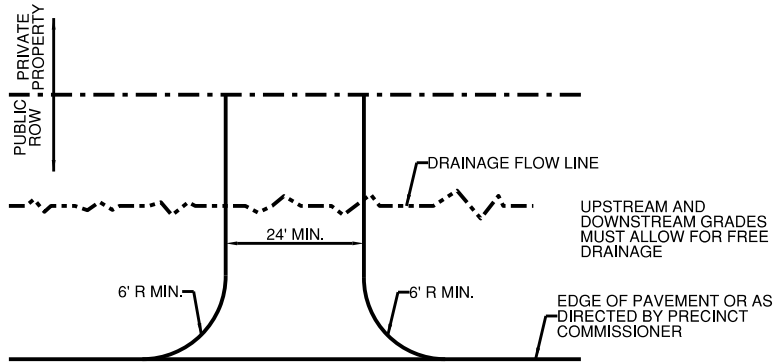 PRIVATE
PROPERTY
PUBLIC
ROW
DRAINAGE FLOW LINE
UPSTREAM AND
DOWNSTREAM GRADES
MUST ALLOW FOR FREE
DRAINAGE
24' MIN.
6' R MIN.
6' R MIN.
EDGE OF PAVEMENT OR AS
DIRECTED BY PRECINCT
COMMISSIONER